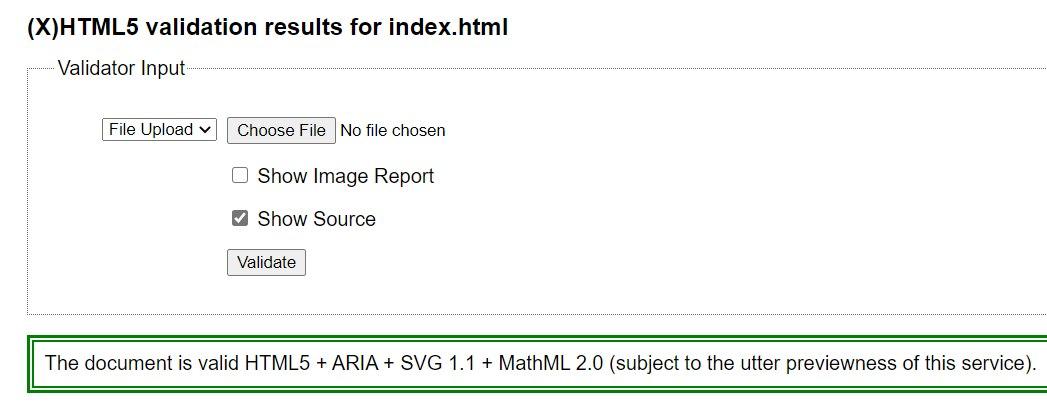 (X)HTML5 validation results for index.html
Validator Input
File Upload Choose File No file chosen
Show Image Report
Show Source
Validate
The document is valid HTML5 + ARIA + SVG 1.1 + MathML 2.0 (subject to the utter previewness of this service).